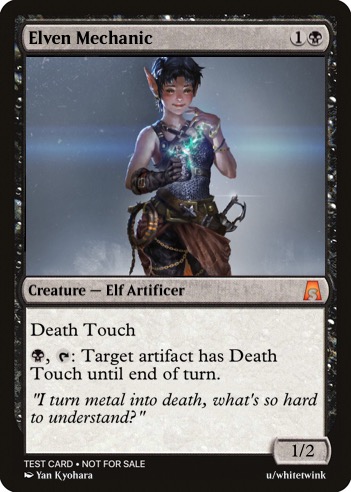 Elven Mechanic 1
Creature — Elf Artificer
Death Touch
: Target artifact has Death
Touch until end of turn.
"I turn metal into death, what's so hard
to understand?"
1/2
TEST CARD • NOT FOR SALE
Yan Kyohara
u/whitetwink